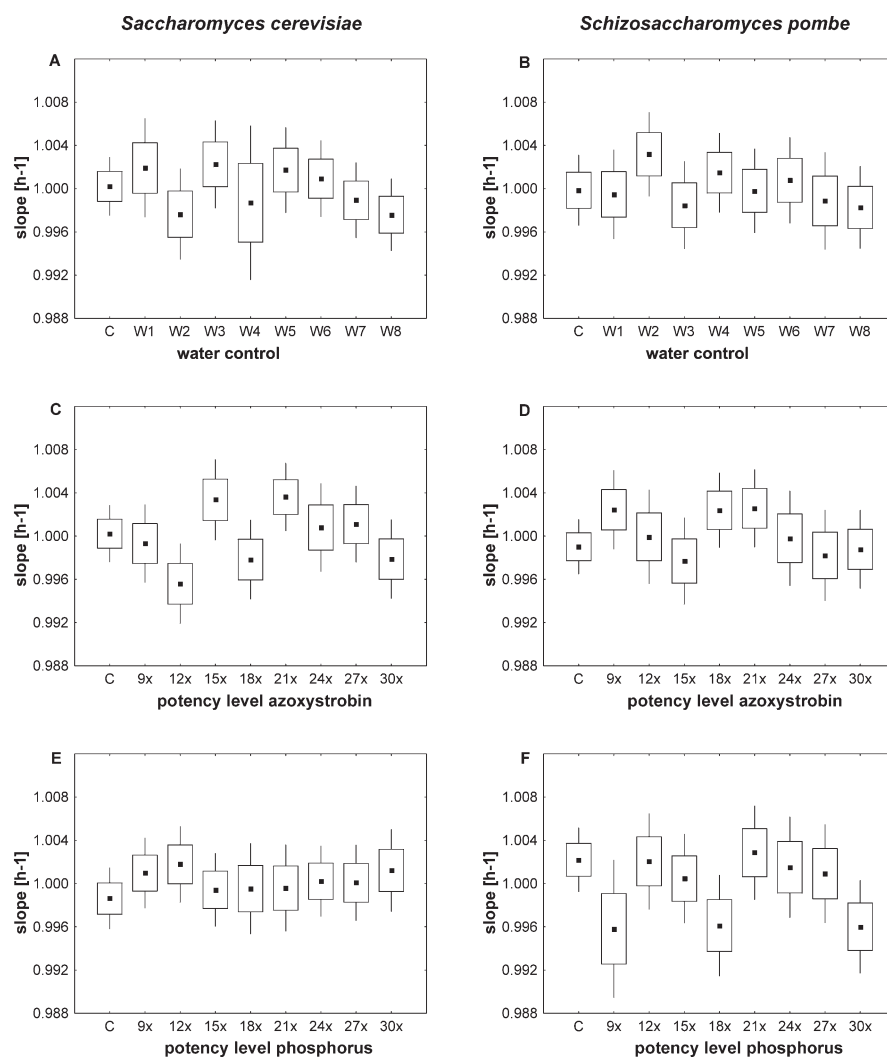 Saccharomyces cerevisiae
Schizosaccharomyces pombe
A
slope [h-1]
1.008
1.004
1.000
0.996
0.992
0.988
C W1 W2 W3 W4 W5 W6 W7 W8
water control
B
slope [h-1]
1.008
1.004
1.000
0.996
0.992
0.988
C W1 W2 W3 W4 W5 W6 W7 W8
water control
C
slope [h-1]
1.008
1.004
1.000
0.996
0.992
0.988
C 9x 12x 15x 18x 21x 24x 27x 30x
potency level azoxystrobin
D
slope [h-1]
1.008
1.004
1.000
0.996
0.992
0.988
C 9x 12x 15x 18x 21x 24x 27x 30x
potency level azoxystrobin
E
slope [h-1]
1.008
1.004
1.000
0.996
0.992
0.988
C 9x 12x 15x 18x 21x 24x 27x 30x
potency level phosphorus
F
slope [h-1]
1.008
1.004
1.000
0.996
0.992
0.988
C 9x 12x 15x 18x 21x 24x 27x 30x
potency level phosphorus